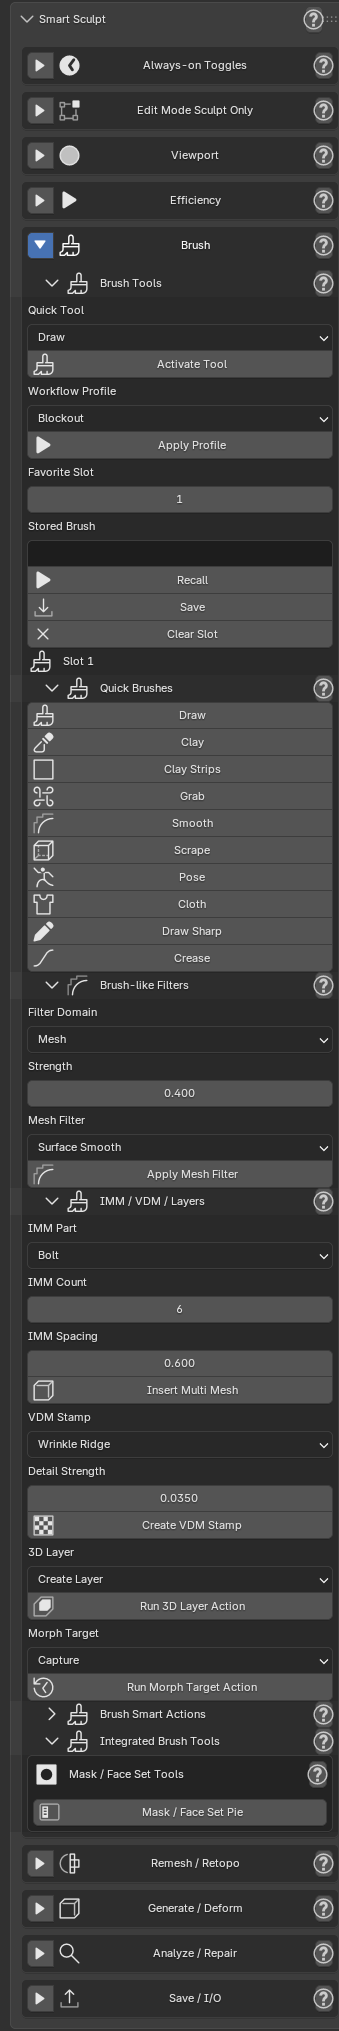 Smart Sculpt
Always-on Toggles
Edit Mode Sculpt Only
Viewport
Efficiency
Brush
Brush Tools
Quick Tool
Draw
Activate Tool
Workflow Profile
Blockout
Apply Profile
Favorite Slot
1
Stored Brush
Recall
Save
Clear Slot
Slot 1
Quick Brushes
Draw
Clay
Clay Strips
Grab
Smooth
Scrape
Pose
Cloth
Draw Sharp
Crease
Brush-like Filters
Filter Domain
Mesh
Strength
0.400
Mesh Filter
Surface Smooth
Apply Mesh Filter
IMM / VDM / Layers
IMM Part
Bolt
IMM Count
6
IMM Spacing
0.600
Insert Multi Mesh
VDM Stamp
Wrinkle Ridge
Detail Strength
0.0350
Create VDM Stamp
3D Layer
Create Layer
Run 3D Layer Action
Morph Target
Capture
Run Morph Target Action
Brush Smart Actions
Integrated Brush Tools
Mask / Face Set Tools
Mask / Face Set Pie
Remesh / Retopo
Generate / Deform
Analyze / Repair
Save / I/O